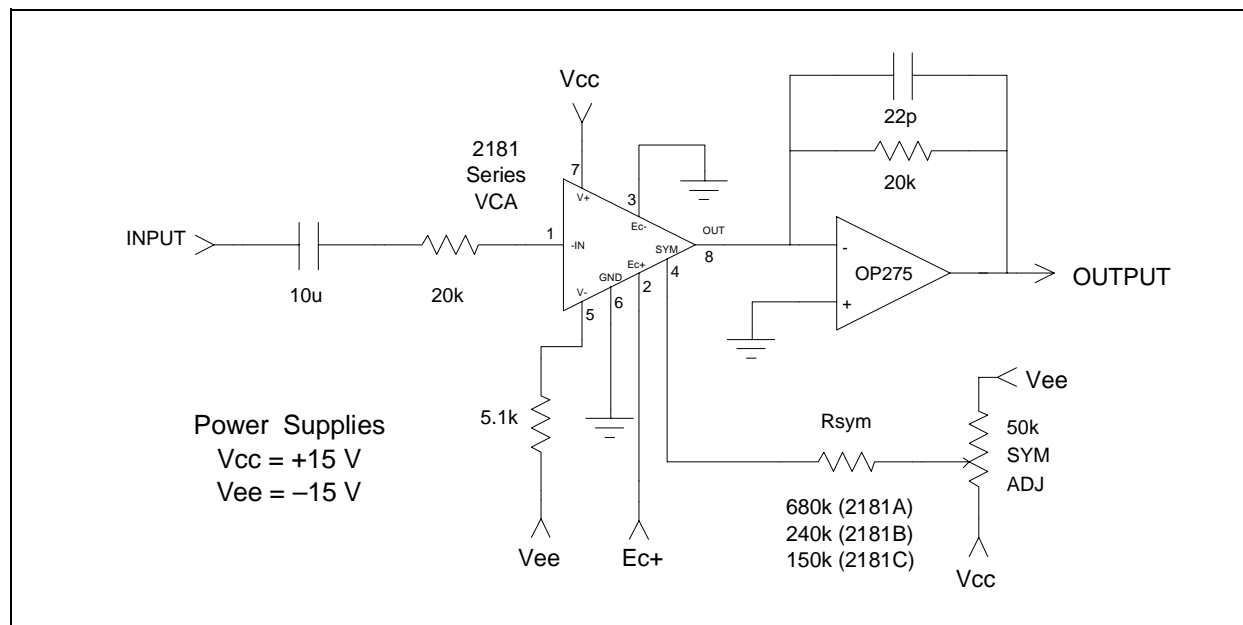 Vcc
22p
2181
Series
VCA
7
V+
3
Ec-
20k
INPUT
1
-IN
OUT
8
SYM
4
Ec+
2
GND
6
V-
5
-
OP275
+
OUTPUT
10u
20k
Vee
5.1k
Rsym
50k
SYM
ADJ
Power Supplies
Vcc = +15 V
Vee = –15 V
680k (2181A)
240k (2181B)
150k (2181C)
Vee
Ec+
Vcc